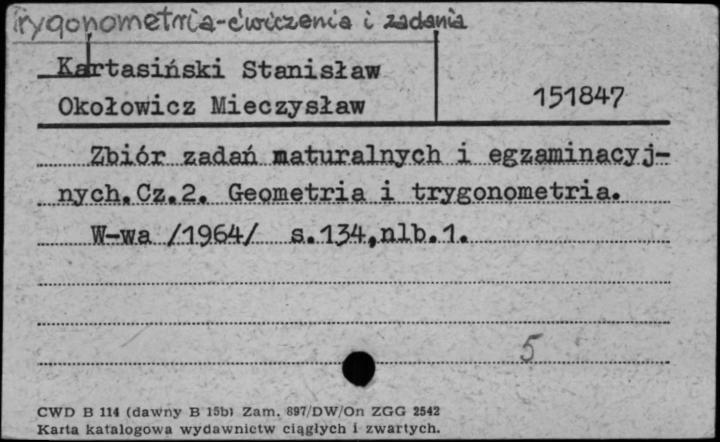 Trygonometria-ćwiczenia i zadania
Kartasiński Stanisław
Okołowicz Mieczysław
151847
Zbiór zadań maturalnych i egzaminacyj-
nych. Cz.2. Geometria i trygonometria.
W-wa /1964/ s.134,nlb.1.
5
CWD B 114 (dawny B 15b) Zam. 897/DW/On ZGG 2542
Karta katalogowa wydawnictw ciągłych i zwartych.